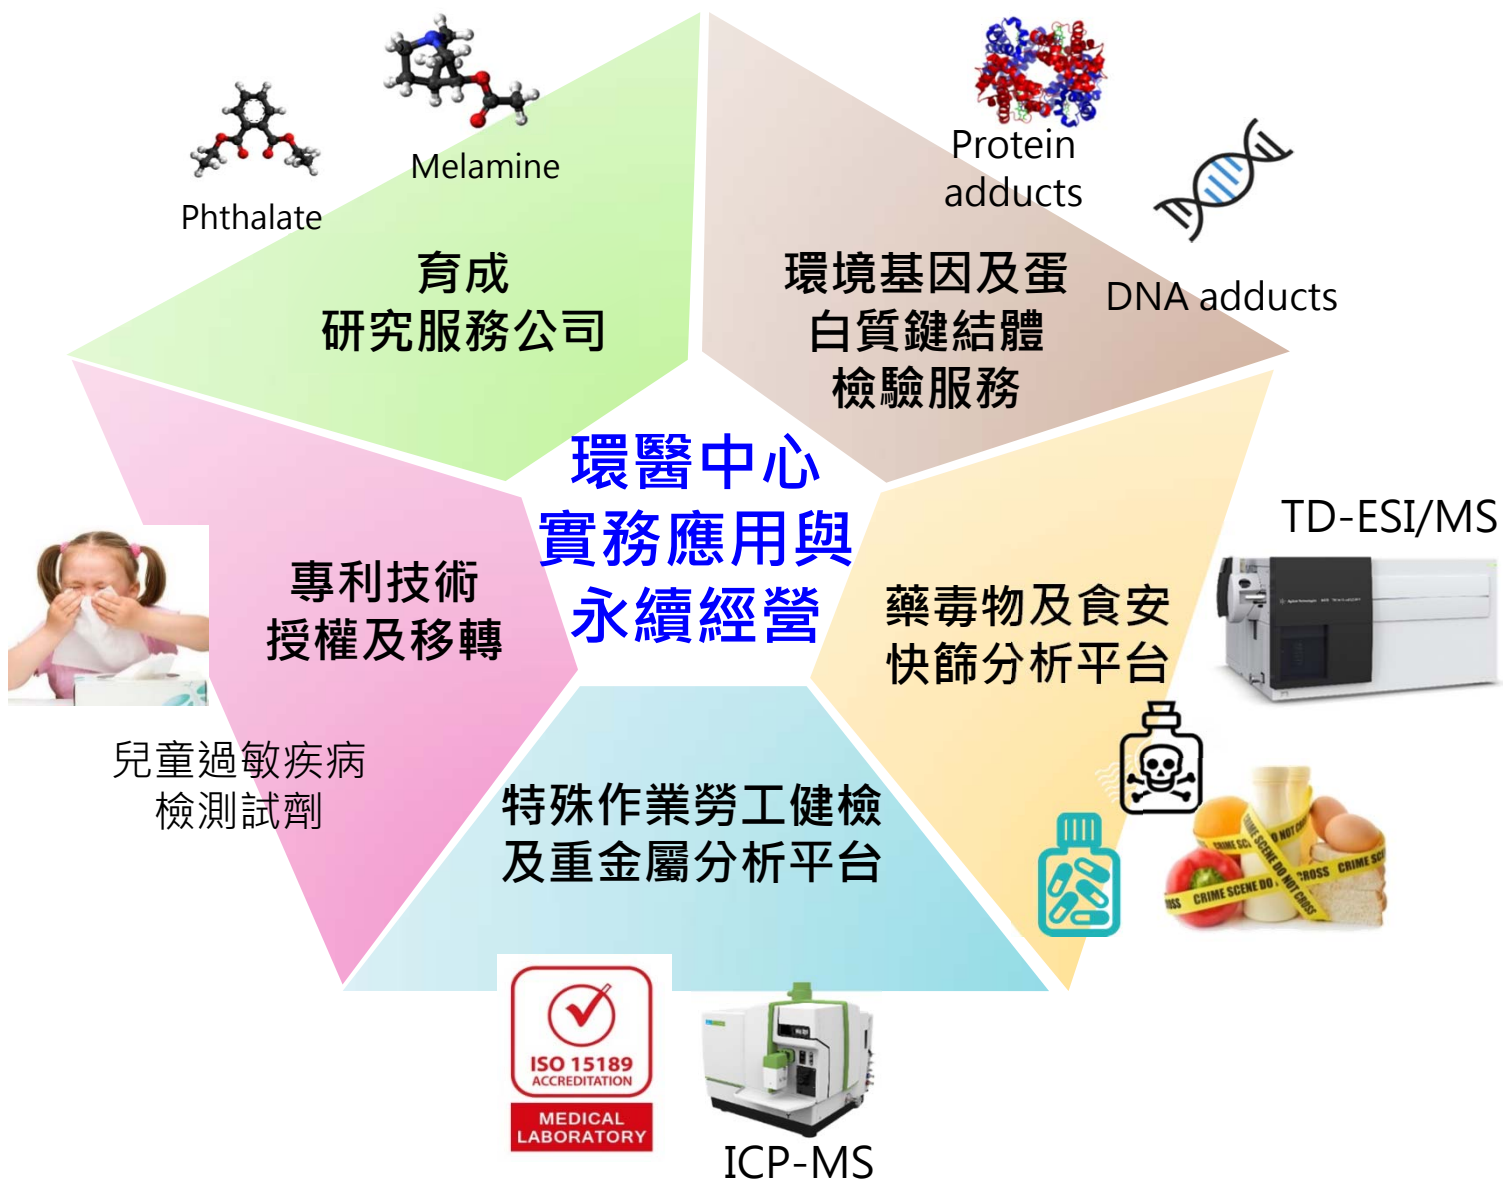 Melamine
Phthalate
育成
研究服務公司
Protein
adducts
DNA adducts
環境基因及蛋
白質鍵結體
檢驗服務
環醫中心
實務應用與
永續經營
TD-ESI/MS
藥毒物及食安
快篩分析平台
CRIME SCENE DO NOT CROSS
專利技術
授權及移轉
兒童過敏疾病
檢測試劑
特殊作業勞工健檢
及重金屬分析平台
ISO 15189
ACCREDITATION
MEDICAL
LABORATORY
ICP-MS